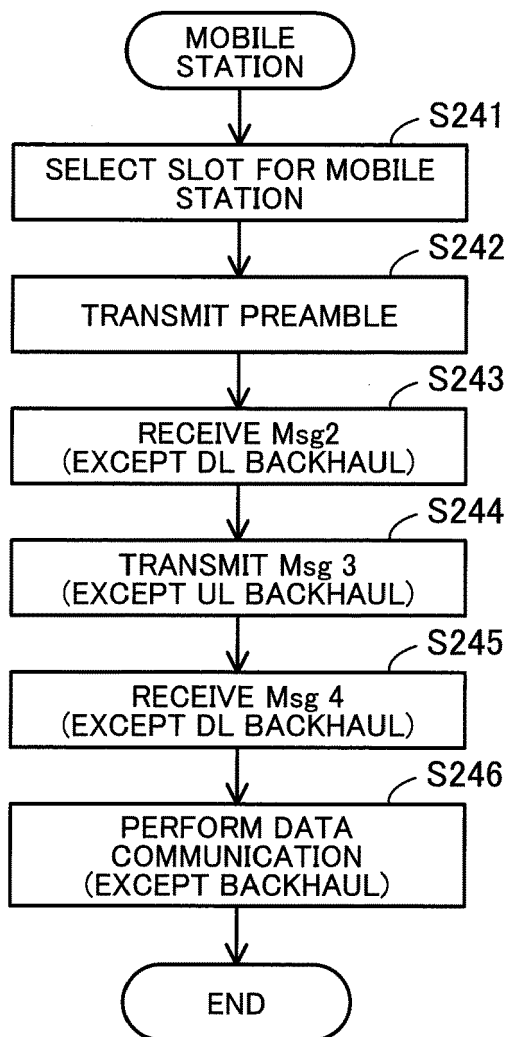 MOBILE
STATION
S241
SELECT SLOT FOR MOBILE
STATION
S242
TRANSMIT PREAMBLE
S243
RECEIVE Msg2
(EXCEPT DL BACKHAUL)
S244
TRANSMIT Msg 3
(EXCEPT UL BACKHAUL)
S245
RECEIVE Msg 4
(EXCEPT DL BACKHAUL)
S246
PERFORM DATA
COMMUNICATION
(EXCEPT BACKHAUL)
END